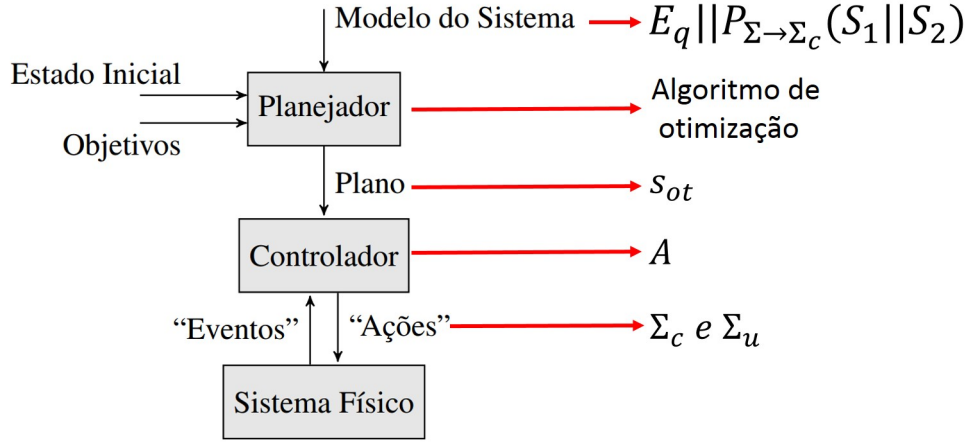 Modelo do Sistema
E_q||P_{Σ→Σ_c}(S_1||S_2)
Estado Inicial
Objetivos
Planejador
Algoritmo de
otimização
Plano
s_{ot}
Controlador
A
“Eventos”
“Ações”
Σ_c e Σ_u
Sistema Físico